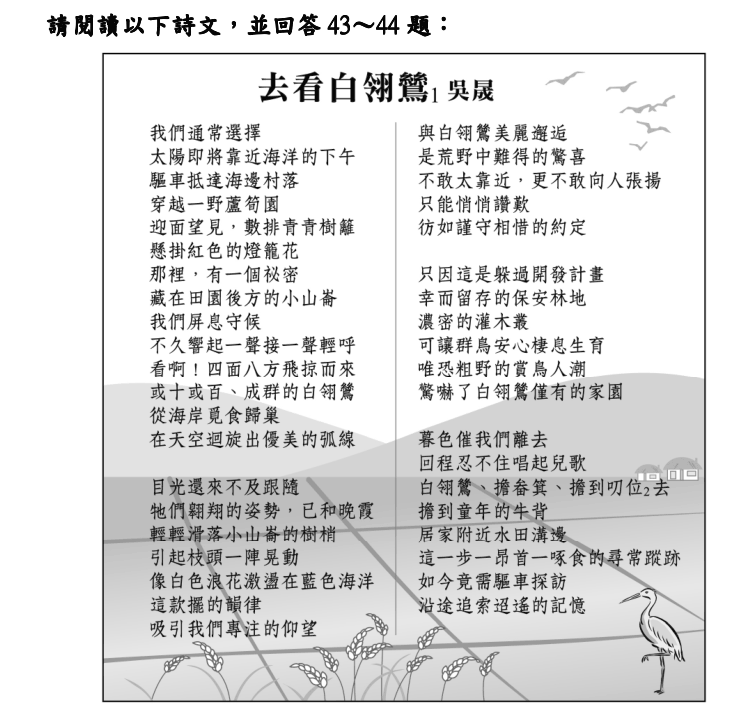 請閱讀以下詩文，並回答 43～44 題：
去看白翎鷥1 吳晟
我們通常選擇
太陽即將靠近海洋的下午
驅車抵達海邊村落
穿越一野蘆筍園
迎面望見，數排青青樹籬
懸掛紅色的燈籠花
那裡，有一個祕密
藏在田園後方的小山崙
我們屏息守候
不久響起一聲接一聲輕呼
看啊！四面八方飛掠而來
或十或百、成群的白翎鷥
從海岸覓食歸巢
在天空迴旋出優美的弧線
目光還來不及跟隨
牠們翱翔的姿勢，已和晚霞
輕輕滑落小山崙的樹梢
引起枝頭一陣晃動
像白色浪花激盪在藍色海洋
這款擺的韻律
吸引我們專注的仰望
與白翎鷥美麗邂逅
是荒野中難得的驚喜
不敢太靠近，更不敢向人張揚
只能悄悄讚歎
彷如謹守相惜的約定
只因這是躲過開發計畫
幸而留存的保安林地
濃密的灌木叢
可讓群鳥安心棲息生育
唯恐粗野的賞鳥人潮
驚嚇了白翎鷥僅有的家園
暮色催我們離去
回程忍不住唱起兒歌
白翎鷥、擔畚箕、擔到叨位2去
擔到童年的牛背
居家附近水田溝邊
這一步一昂首一啄食的尋常蹤跡
如今竟需驅車探訪
沿途追索迢遙的記憶